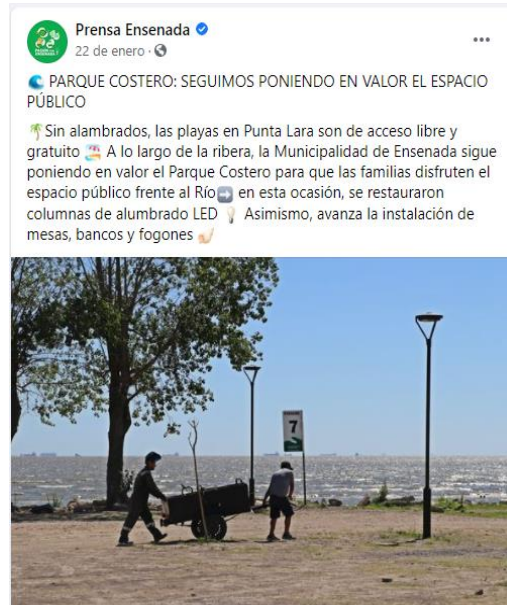 Prensa Ensenada
22 de enero ·
PARQUE COSTERO: SEGUIMOS PONIENDO EN VALOR EL ESPACIO
PÚBLICO
Sin alambrados, las playas en Punta Lara son de acceso libre y
gratuito A lo largo de la ribera, la Municipalidad de Ensenada sigue
poniendo en valor el Parque Costero para que las familias disfruten el
espacio público frente al Río en esta ocasión, se restauraron
columnas de alumbrado LED Asimismo, avanza la instalación de
mesas, bancos y fogones
7